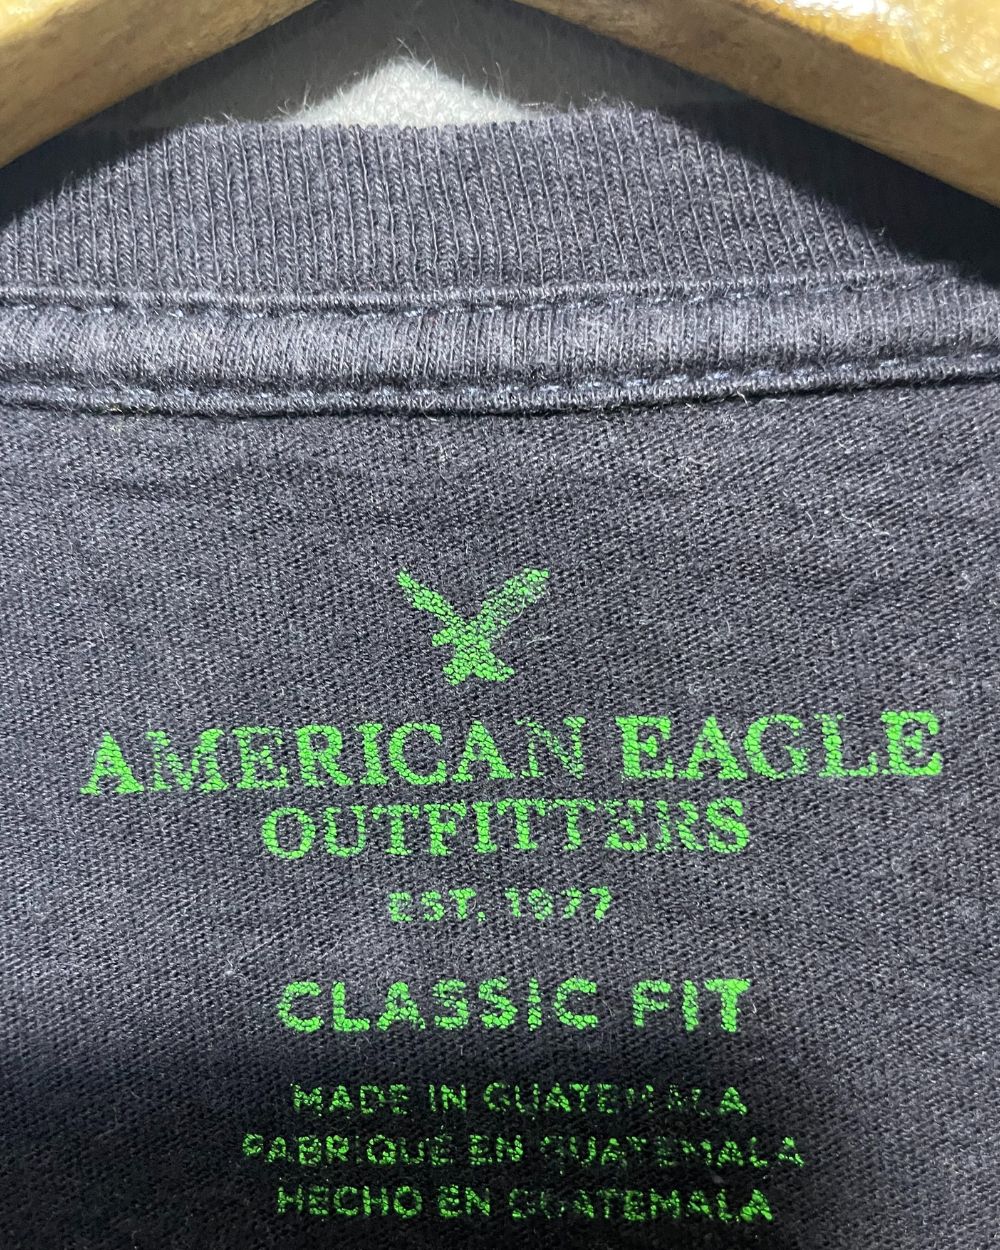 AMERICAN EAGLE
OUTFITTERS
EST. 1977
CLASSIC FIT
MADE IN GUATEMALA
FABRIQUÉ EN GUATEMALA
HECHO EN GUATEMALA